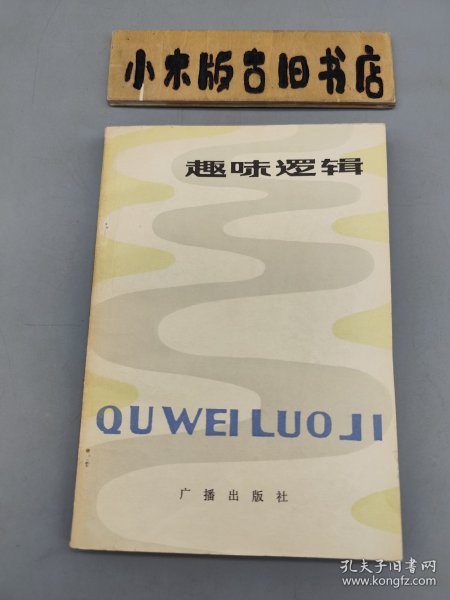 小木版古旧书店
趣味逻辑
QU WEI LUO JI
广播出版社
孔夫子旧书网
www.kongfz.com